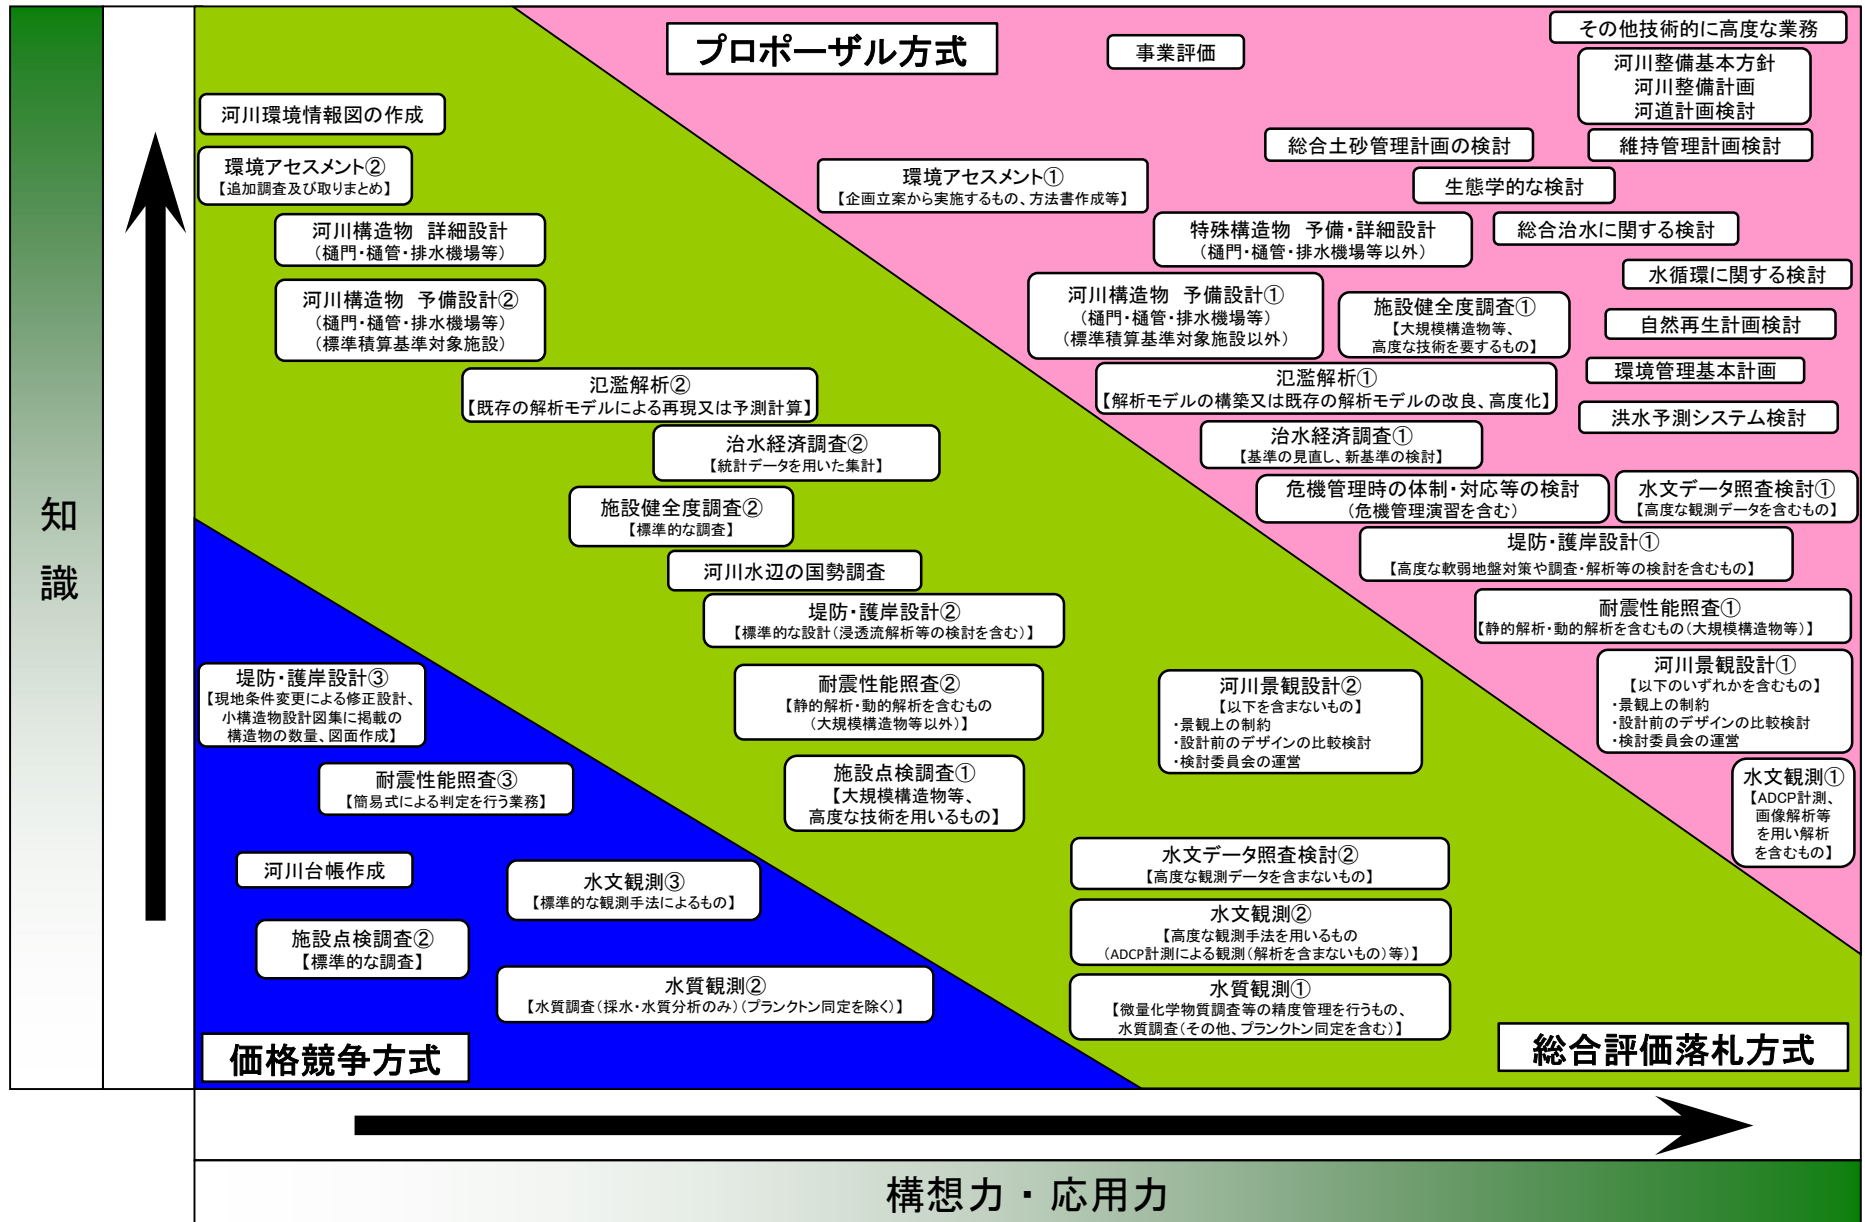 プロポーザル方式
事業評価
その他技術的に高度な業務
河川整備基本方針
河川整備計画
河道計画検討
河川環境情報図の作成
総合土砂管理計画の検討
維持管理計画検討
環境アセスメント②
【追加調査及び取りまとめ】
環境アセスメント①
【企画立案から実施するもの、方法書作成等】
生態学的な検討
河川構造物 詳細設計
(樋門・樋管・排水機場等)
特殊構造物 予備・詳細設計
(樋門・樋管・排水機場等以外)
総合治水に関する検討
水循環に関する検討
河川構造物 予備設計②
(樋門・樋管・排水機場等)
(標準積算基準対象施設)
河川構造物 予備設計①
(樋門・樋管・排水機場等)
(標準積算基準対象施設以外)
施設健全度調査①
【大規模構造物等、
高度な技術を要するもの】
自然再生計画検討
環境管理基本計画
氾濫解析②
【既存の解析モデルによる再現又は予測計算】
氾濫解析①
【解析モデルの構築又は既存の解析モデルの改良、高度化】
洪水予測システム検討
治水経済調査②
【統計データを用いた集計】
治水経済調査①
【基準の見直し、新基準の検討】
施設健全度調査②
【標準的な調査】
危機管理時の体制・対応等の検討
(危機管理演習を含む)
水文データ照査検討①
【高度な観測データを含むもの】
知
識
河川水辺の国勢調査
堤防・護岸設計①
【高度な軟弱地盤対策や調査・解析等の検討を含むもの】
堤防・護岸設計②
【標準的な設計(浸透流解析等の検討を含む)】
耐震性能照査①
【静的解析・動的解析を含むもの(大規模構造物等)】
堤防・護岸設計③
【現地条件変更による修正設計、
小構造物設計図集に掲載の
構造物の数量、図面作成】
耐震性能照査②
【静的解析・動的解析を含むもの
(大規模構造物等以外)】
河川景観設計②
【以下を含まないもの】
・景観上の制約
・設計前のデザインの比較検討
・検討委員会の運営
河川景観設計①
【以下のいずれかを含むもの】
・景観上の制約
・設計前のデザインの比較検討
・検討委員会の運営
耐震性能照査③
【簡易式による判定を行う業務】
施設点検調査①
【大規模構造物等、
高度な技術を用いるもの】
水文観測①
【ADCP計測、
画像解析等
を用い解析
を含むもの】
河川台帳作成
水文観測③
【標準的な観測手法によるもの】
水文データ照査検討②
【高度な観測データを含まないもの】
施設点検調査②
【標準的な調査】
水文観測②
【高度な観測手法を用いるもの
(ADCP計測による観測(解析を含まないもの)等)】
水質観測②
【水質調査(採水・水質分析のみ)(プランクトン同定を除く)】
水質観測①
【微量化学物質調査等の精度管理を行うもの、
水質調査(その他、プランクトン同定を含む)】
価格競争方式
総合評価落札方式
構想力・応用力